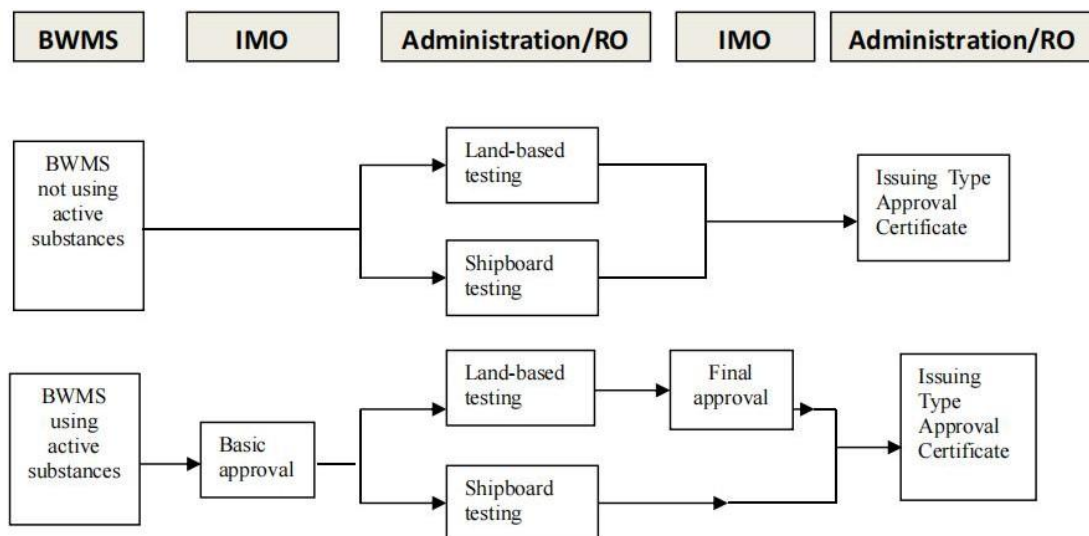 BWMS IMO Administration/RO IMO Administration/RO
BWMS
not using
active
substances
Land-based
testing
Shipboard
testing
Issuing Type
Approval
Certificate
BWMS
using
active
substances
Basic
approval
Land-based
testing
Shipboard
testing
Final
approval
Issuing
Type
Approval
Certificate